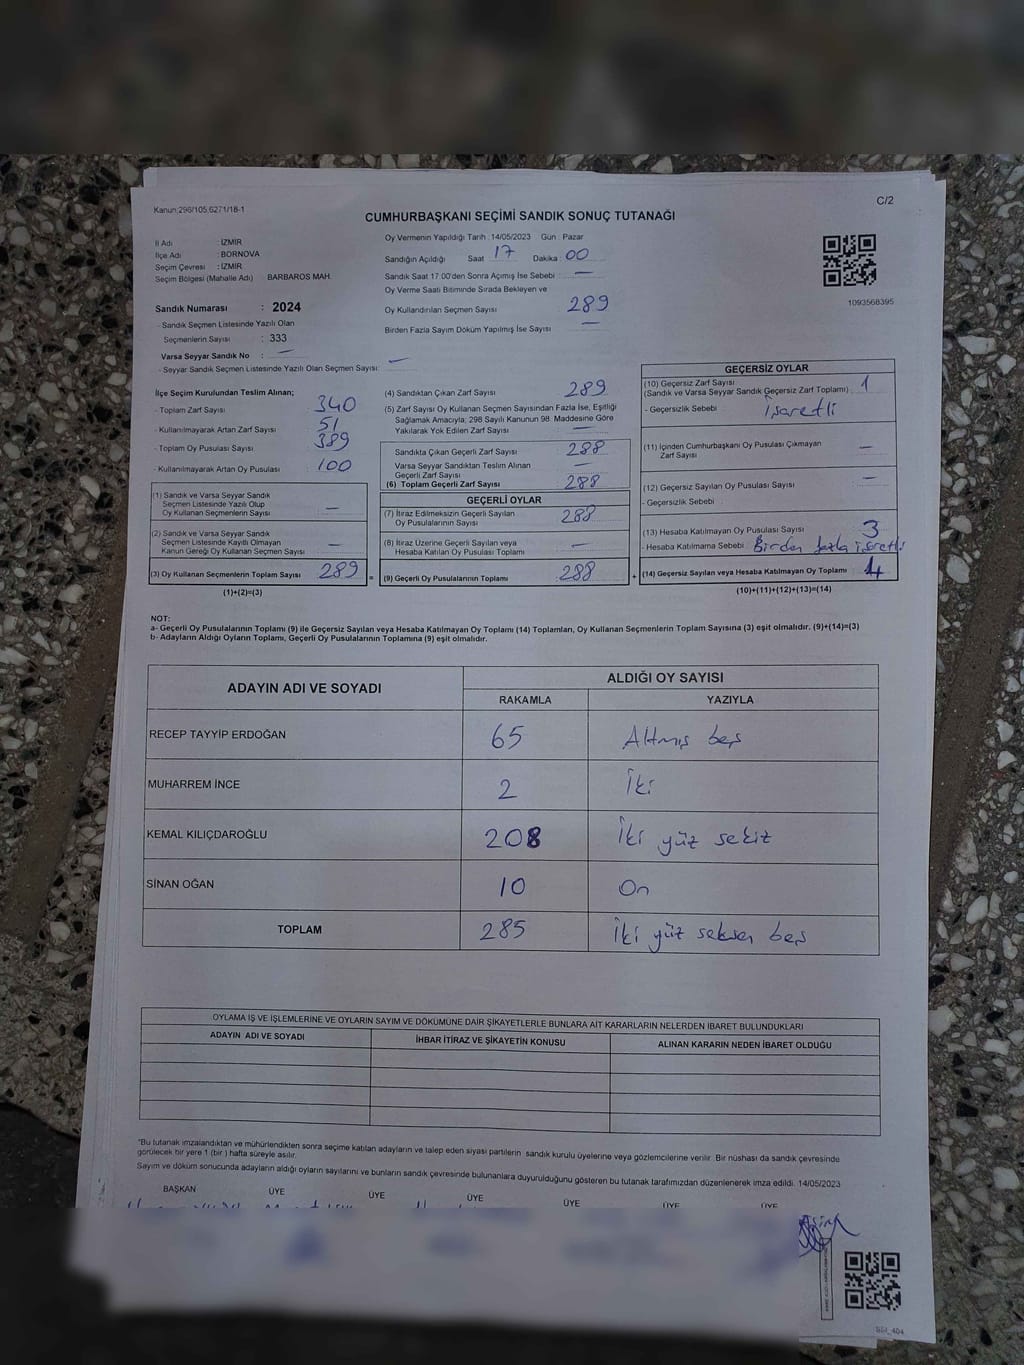 Kanun:298/105,6271/18-1
C/2
CUMHURBAŞKANI SEÇİMİ SANDIK SONUÇ TUTANAĞI
İl Adı : İZMİR
İlçe Adı : BORNOVA
Seçim Çevresi : İZMİR
Seçim Bölgesi (Mahalle Adı) BARBAROS MAH.
Sandık Numarası : 2024
- Sandık Seçmen Listesinde Yazılı Olan
Seçmenlerin Sayısı : 333
Varsa Seyyar Sandık No : —
- Seyyar Sandık Seçmen Listesinde Yazılı Olan Seçmen Sayısı: —
Oy Vermenin Yapıldığı Tarih :14/05/2023 Gün : Pazar
Sandığın Açıldığı Saat 17 Dakika : 00
Sandık Saat 17.00'den Sonra Açımış İse Sebebi : —
Oy Verme Saati Bitiminde Sırada Bekleyen ve
Oy Kullandırılan Seçmen Sayısı 289
Birden Fazla Sayım Döküm Yapılmış İse Sayısı —
1093568395
İlçe Seçim Kurulundan Teslim Alınan;
- Toplam Zarf Sayısı 340
- Kullanılmayarak Artan Zarf Sayısı 51
- Toplam Oy Pusulası Sayısı 389
- Kullanılmayarak Artan Oy Pusulası 100
(1) Sandık ve Varsa Seyyar Sandık
Seçmen Listesinde Yazılı Olup
Oy Kullanan Seçmenlerin Sayısı —
(2) Sandık ve Varsa Seyyar Sandık
Seçmen Listesinde Kayıtlı Olmayan
Kanun Gereği Oy Kullanan Seçmen Sayısı —
(3) Oy Kullanan Seçmenlerin Toplam Sayısı 289 =
(1)+(2)=(3)
(4) Sandıktan Çıkan Zarf Sayısı 289
(5) Zarf Sayısı Oy Kullanan Seçmen Sayısından Fazla İse, Eşitliği
Sağlamak Amacıyla; 298 Sayılı Kanunun 98. Maddesine Göre
Yakılarak Yok Edilen Zarf Sayısı —
Sandıkta Çıkan Geçerli Zarf Sayısı 288
Varsa Seyyar Sandıktan Teslim Alınan
Geçerli Zarf Sayısı —
(6) Toplam Geçerli Zarf Sayısı 288
GEÇERLİ OYLAR
(7) İtiraz Edilmeksizin Geçerli Sayılan
Oy Pusulalarının Sayısı 288
(8) İtiraz Üzerine Geçerli Sayılan veya
Hesaba Katılan Oy Pusulası Toplamı —
(9) Geçerli Oy Pusulalarının Toplamı 288 +
GEÇERSİZ OYLAR
(10) Geçersiz Zarf Sayısı
(Sandık ve Varsa Seyyar Sandık Geçersiz Zarf Toplamı) 1
- Geçersizlik Sebebi İşaretli
(11) İçinden Cumhurbaşkanı Oy Pusulası Çıkmayan
Zarf Sayısı —
(12) Geçersiz Sayılan Oy Pusulası Sayısı —
- Geçersizlik Sebebi
(13) Hesaba Katılmayan Oy Pusulası Sayısı 3
- Hesaba Katılmama Sebebi Birden fazla işaretli
(14) Geçersiz Sayılan veya Hesaba Katılmayan Oy Toplamı 4
(10)+(11)+(12)+(13)=(14)
NOT:
a- Geçerli Oy Pusulalarının Toplamı (9) ile Geçersiz Sayılan veya Hesaba Katılmayan Oy Toplamı (14) Toplamları, Oy Kullanan Seçmenlerin Toplam Sayısına (3) eşit olmalıdır. (9)+(14)=(3)
b- Adayların Aldığı Oyların Toplamı, Geçerli Oy Pusulalarının Toplamına (9) eşit olmalıdır.
ADAYIN ADI VE SOYADI ALDIĞI OY SAYISI
RAKAMLA YAZIYLA
RECEP TAYYİP ERDOĞAN 65 Altmış beş
MUHARREM İNCE 2 İki
KEMAL KILIÇDAROĞLU 208 İki yüz sekiz
SİNAN OĞAN 10 On
TOPLAM 285 İki yüz seksen beş
OYLAMA İŞ VE İŞLEMLERİNE VE OYLARIN SAYIM VE DÖKÜMÜNE DAİR ŞİKAYETLERLE BUNLARA AİT KARARLARIN NELERDEN İBARET BULUNDUKLARI
ADAYIN ADI VE SOYADI İHBAR İTİRAZ VE ŞİKAYETİN KONUSU ALINAN KARARIN NEDEN İBARET OLDUĞU
*Bu tutanak imzalandıktan ve mühürlendikten sonra seçime katılan adayların ve talep eden siyasi partilerin sandık kurulu üyelerine veya gözlemcilerine verilir. Bir nüshası da sandık çevresinde
görülecek bir yere 1 (bir ) hafta süreyle asılır.
Sayım ve döküm sonucunda adayların aldığı oyların sayılarını ve bunların sandık çevresinde bulunanlara duyurulduğunu gösteren bu tutanak tarafımızdan düzenlenerek imza edildi. 14/05/2023
BAŞKAN ÜYE ÜYE ÜYE ÜYE ÜYE ÜYE